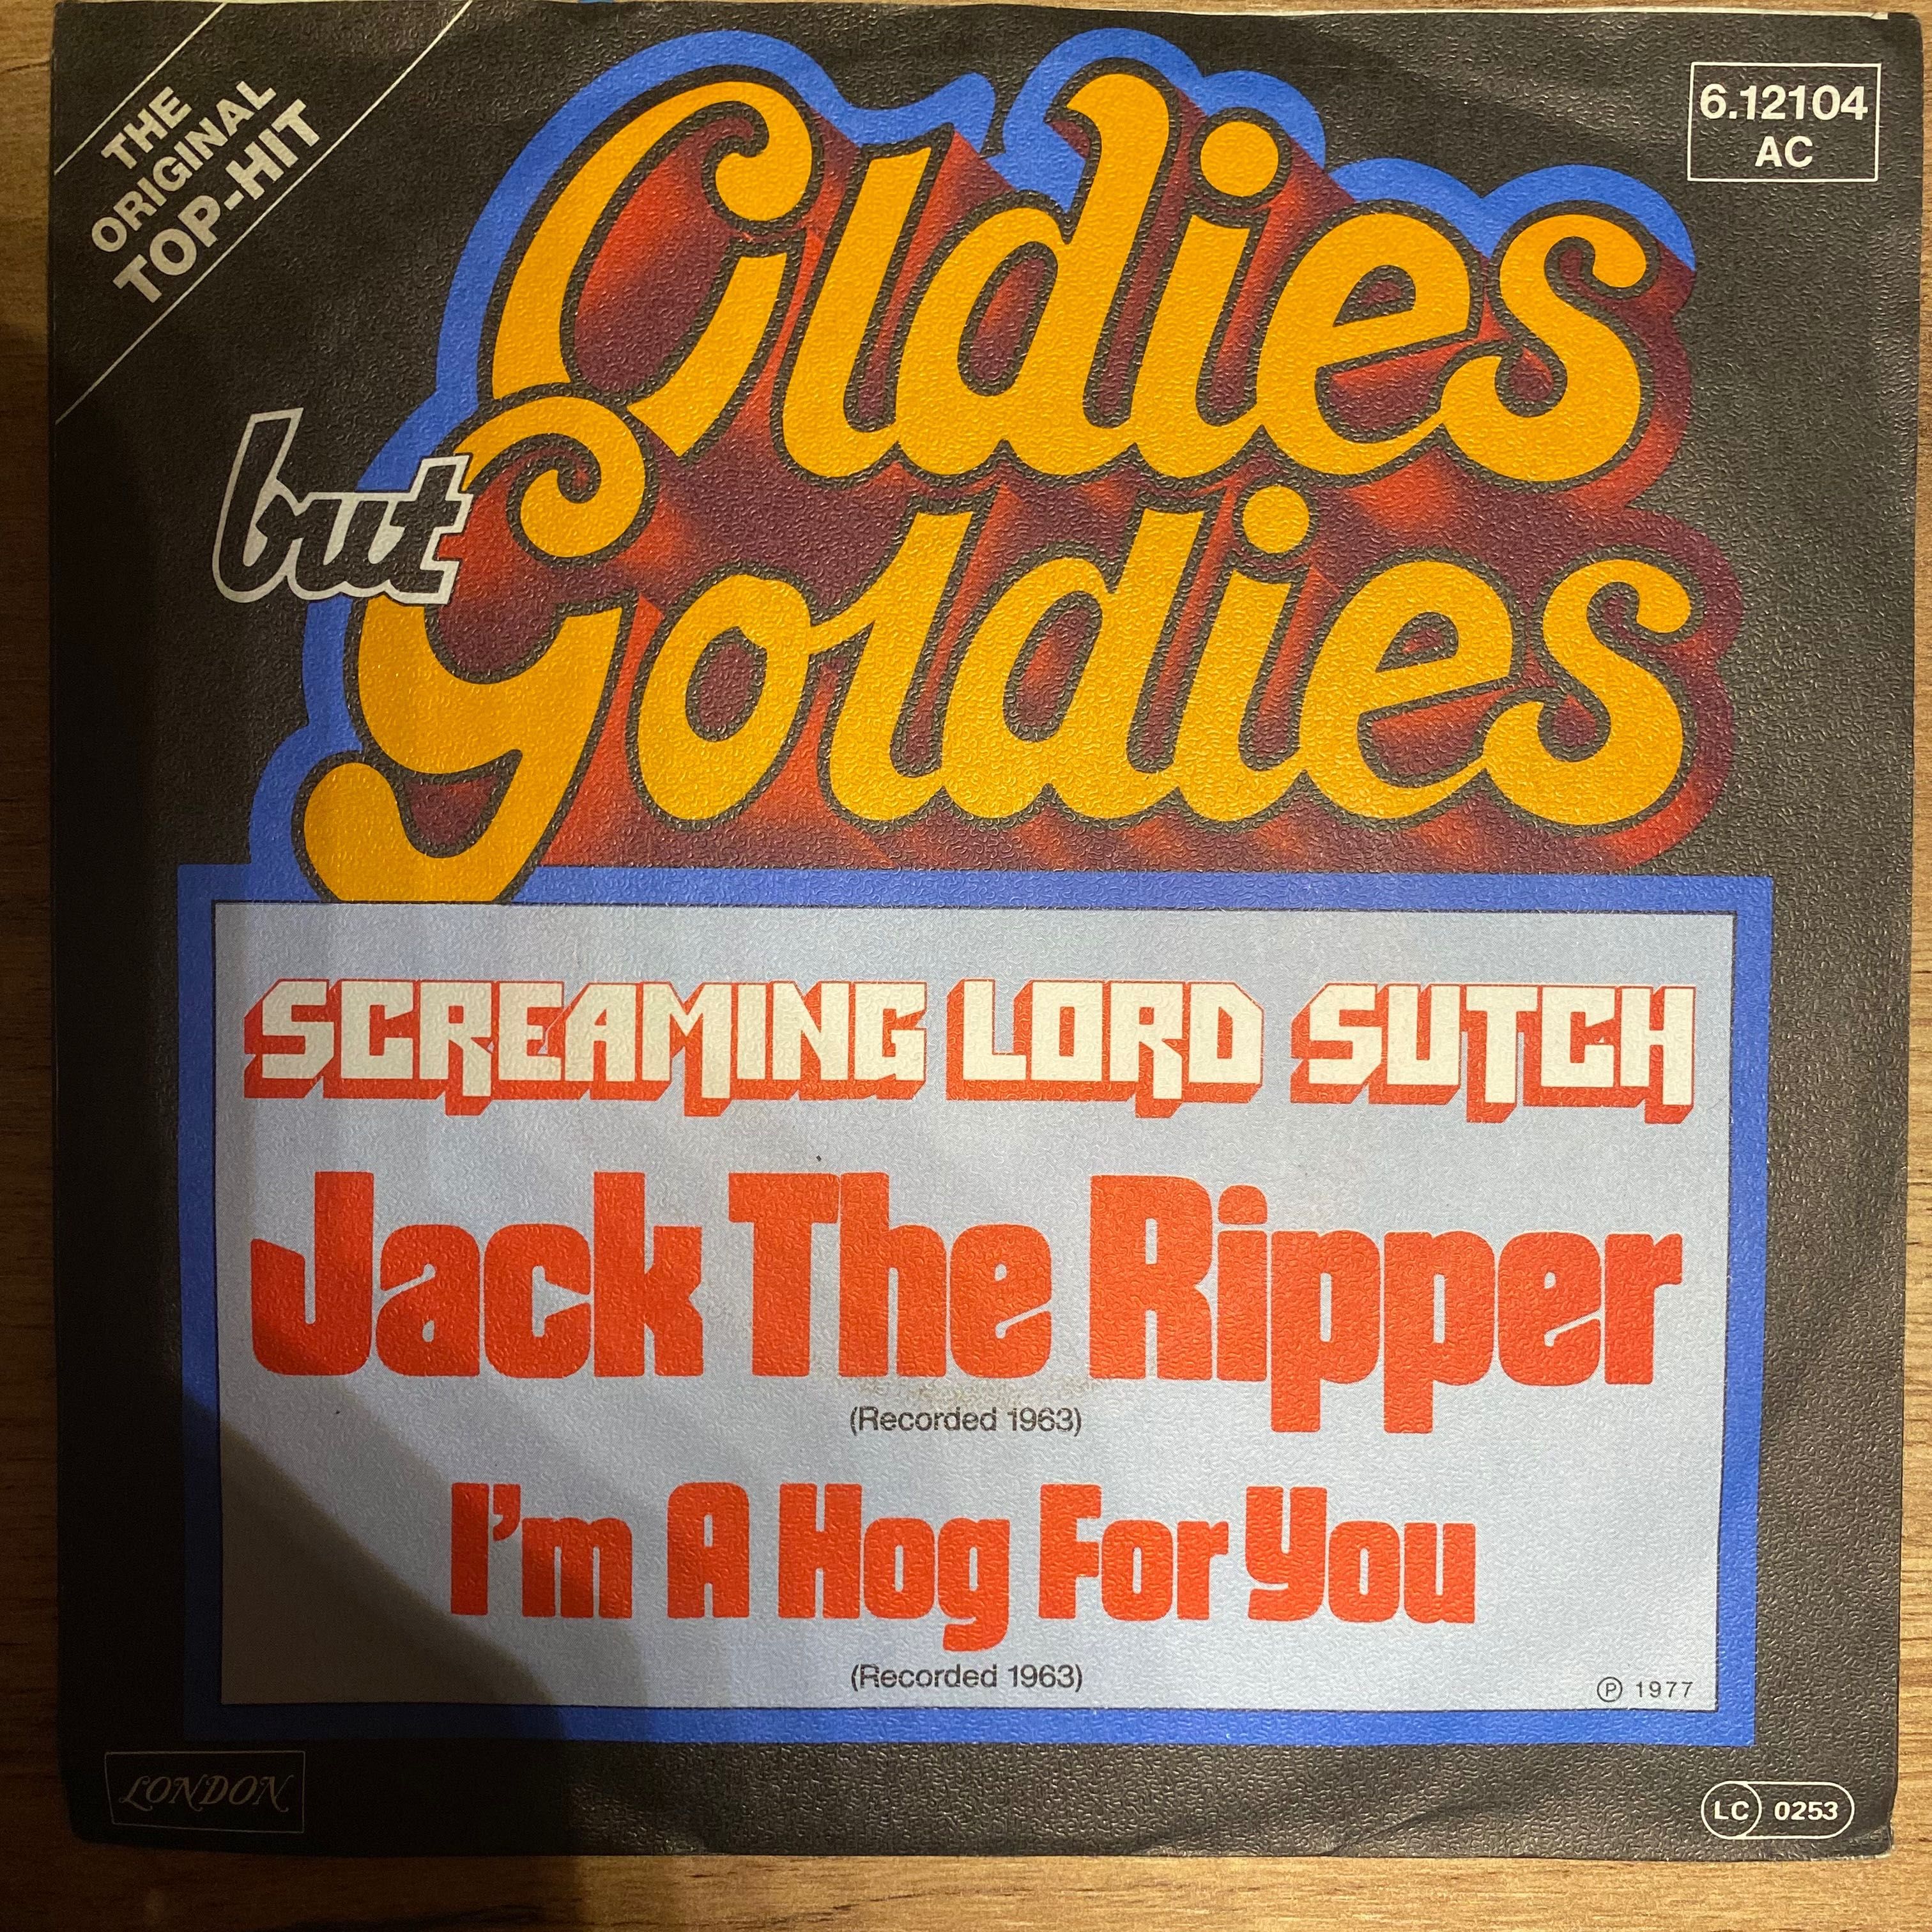 THE
ORIGINAL
TOP-HIT
6.12104
AC
Oldies
but
Goldies
SCREAMING LORD SUTCH
Jack The Ripper
(Recorded 1963)
I'm A Hog For You
(Recorded 1963)
Ⓟ 1977
LONDON
LC 0253